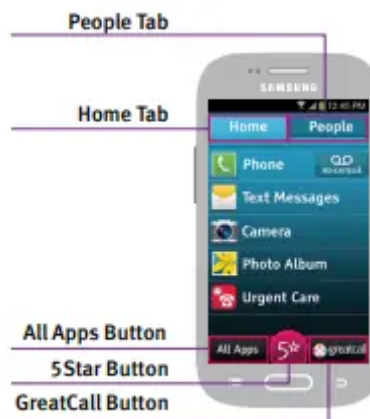 People Tab
SAMSUNG
12:45 PM
Home Tab
Home
People
Phone
Voicemail
Text Messages
Camera
Photo Album
Urgent Care
All Apps Button
All Apps
5☆
greatcall
5Star Button
GreatCall Button